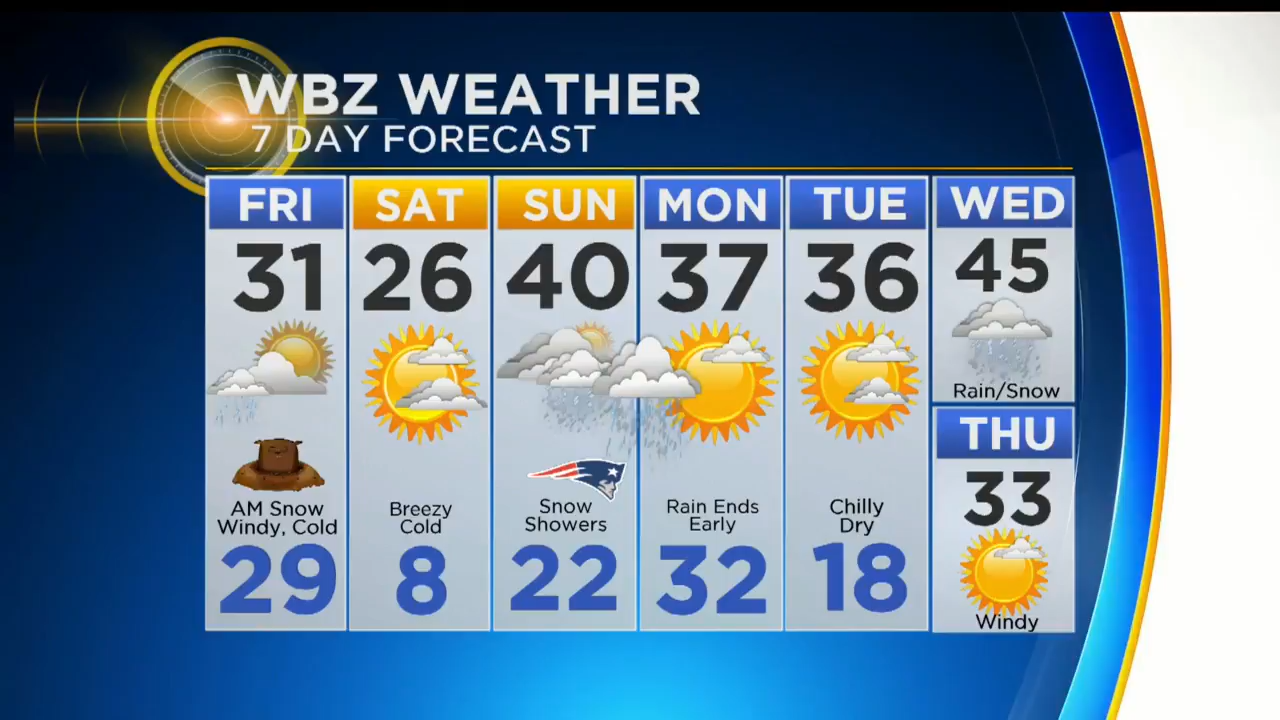 WBZ WEATHER
7 DAY FORECAST
FRI
31
AM Snow
Windy, Cold
29
SAT
26
Breezy
Cold
8
SUN
40
Snow
Showers
22
MON
37
Rain Ends
Early
32
TUE
36
Chilly
Dry
18
WED
45
Rain/Snow
THU
33
Windy